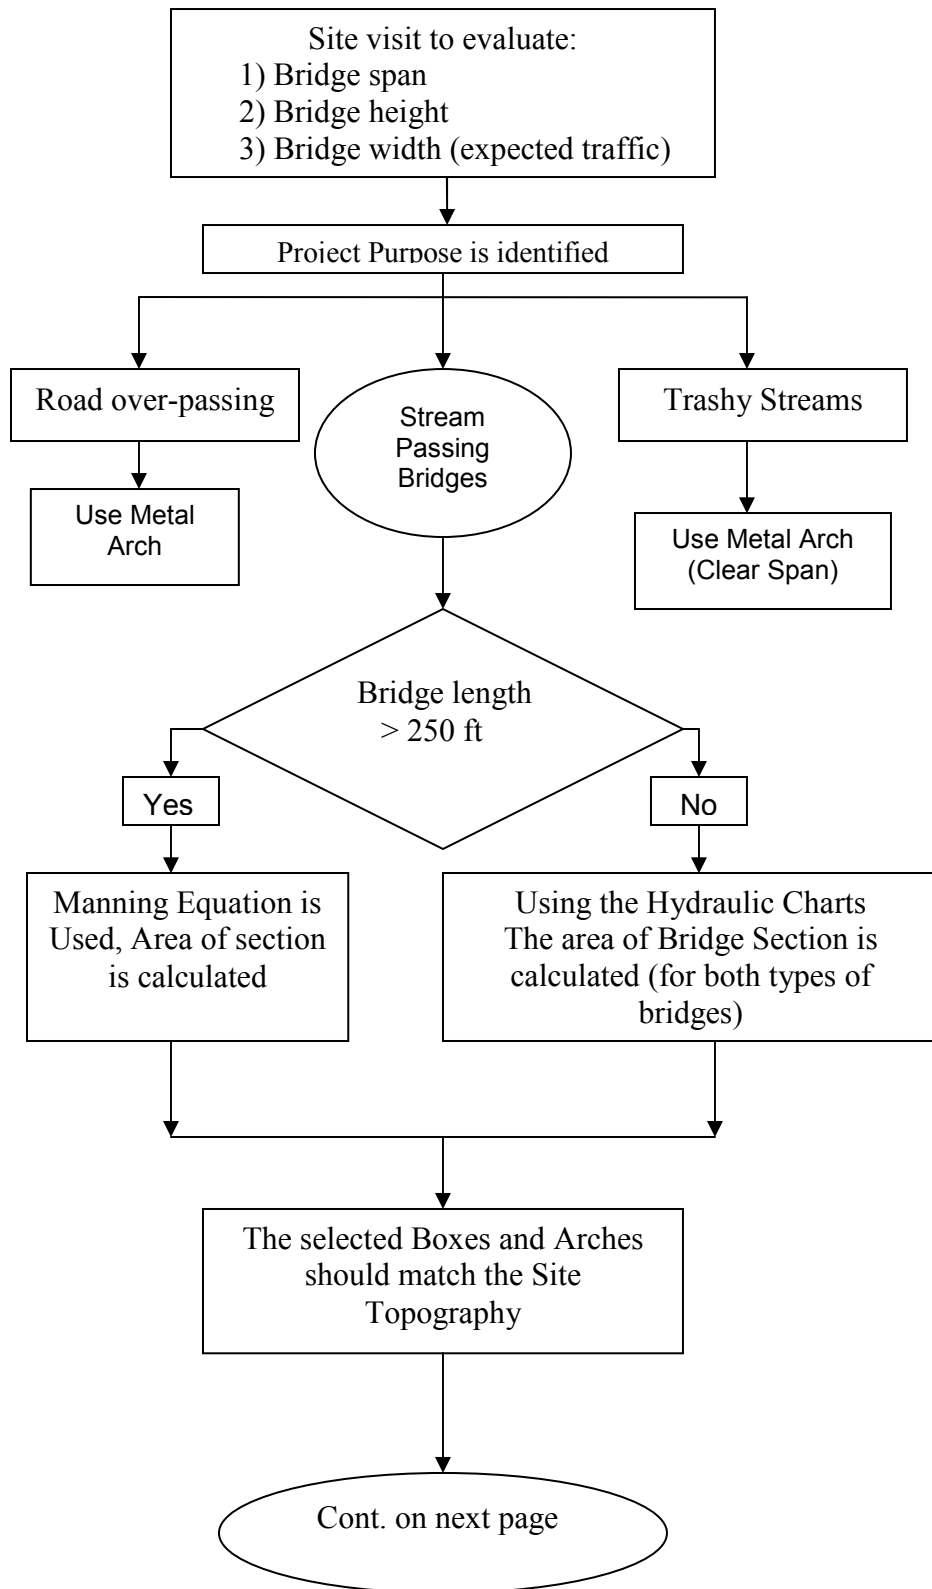 Site visit to evaluate:
1) Bridge span
2) Bridge height
3) Bridge width (expected traffic)
Project Purpose is identified
Road over-passing
Stream
Passing
Bridges
Trashy Streams
Use Metal
Arch
Use Metal Arch
(Clear Span)
Bridge length
> 250 ft
Yes
No
Manning Equation is
Used, Area of section
is calculated
Using the Hydraulic Charts
The area of Bridge Section is
calculated (for both types of
bridges)
The selected Boxes and Arches
should match the Site
Topography
Cont. on next page